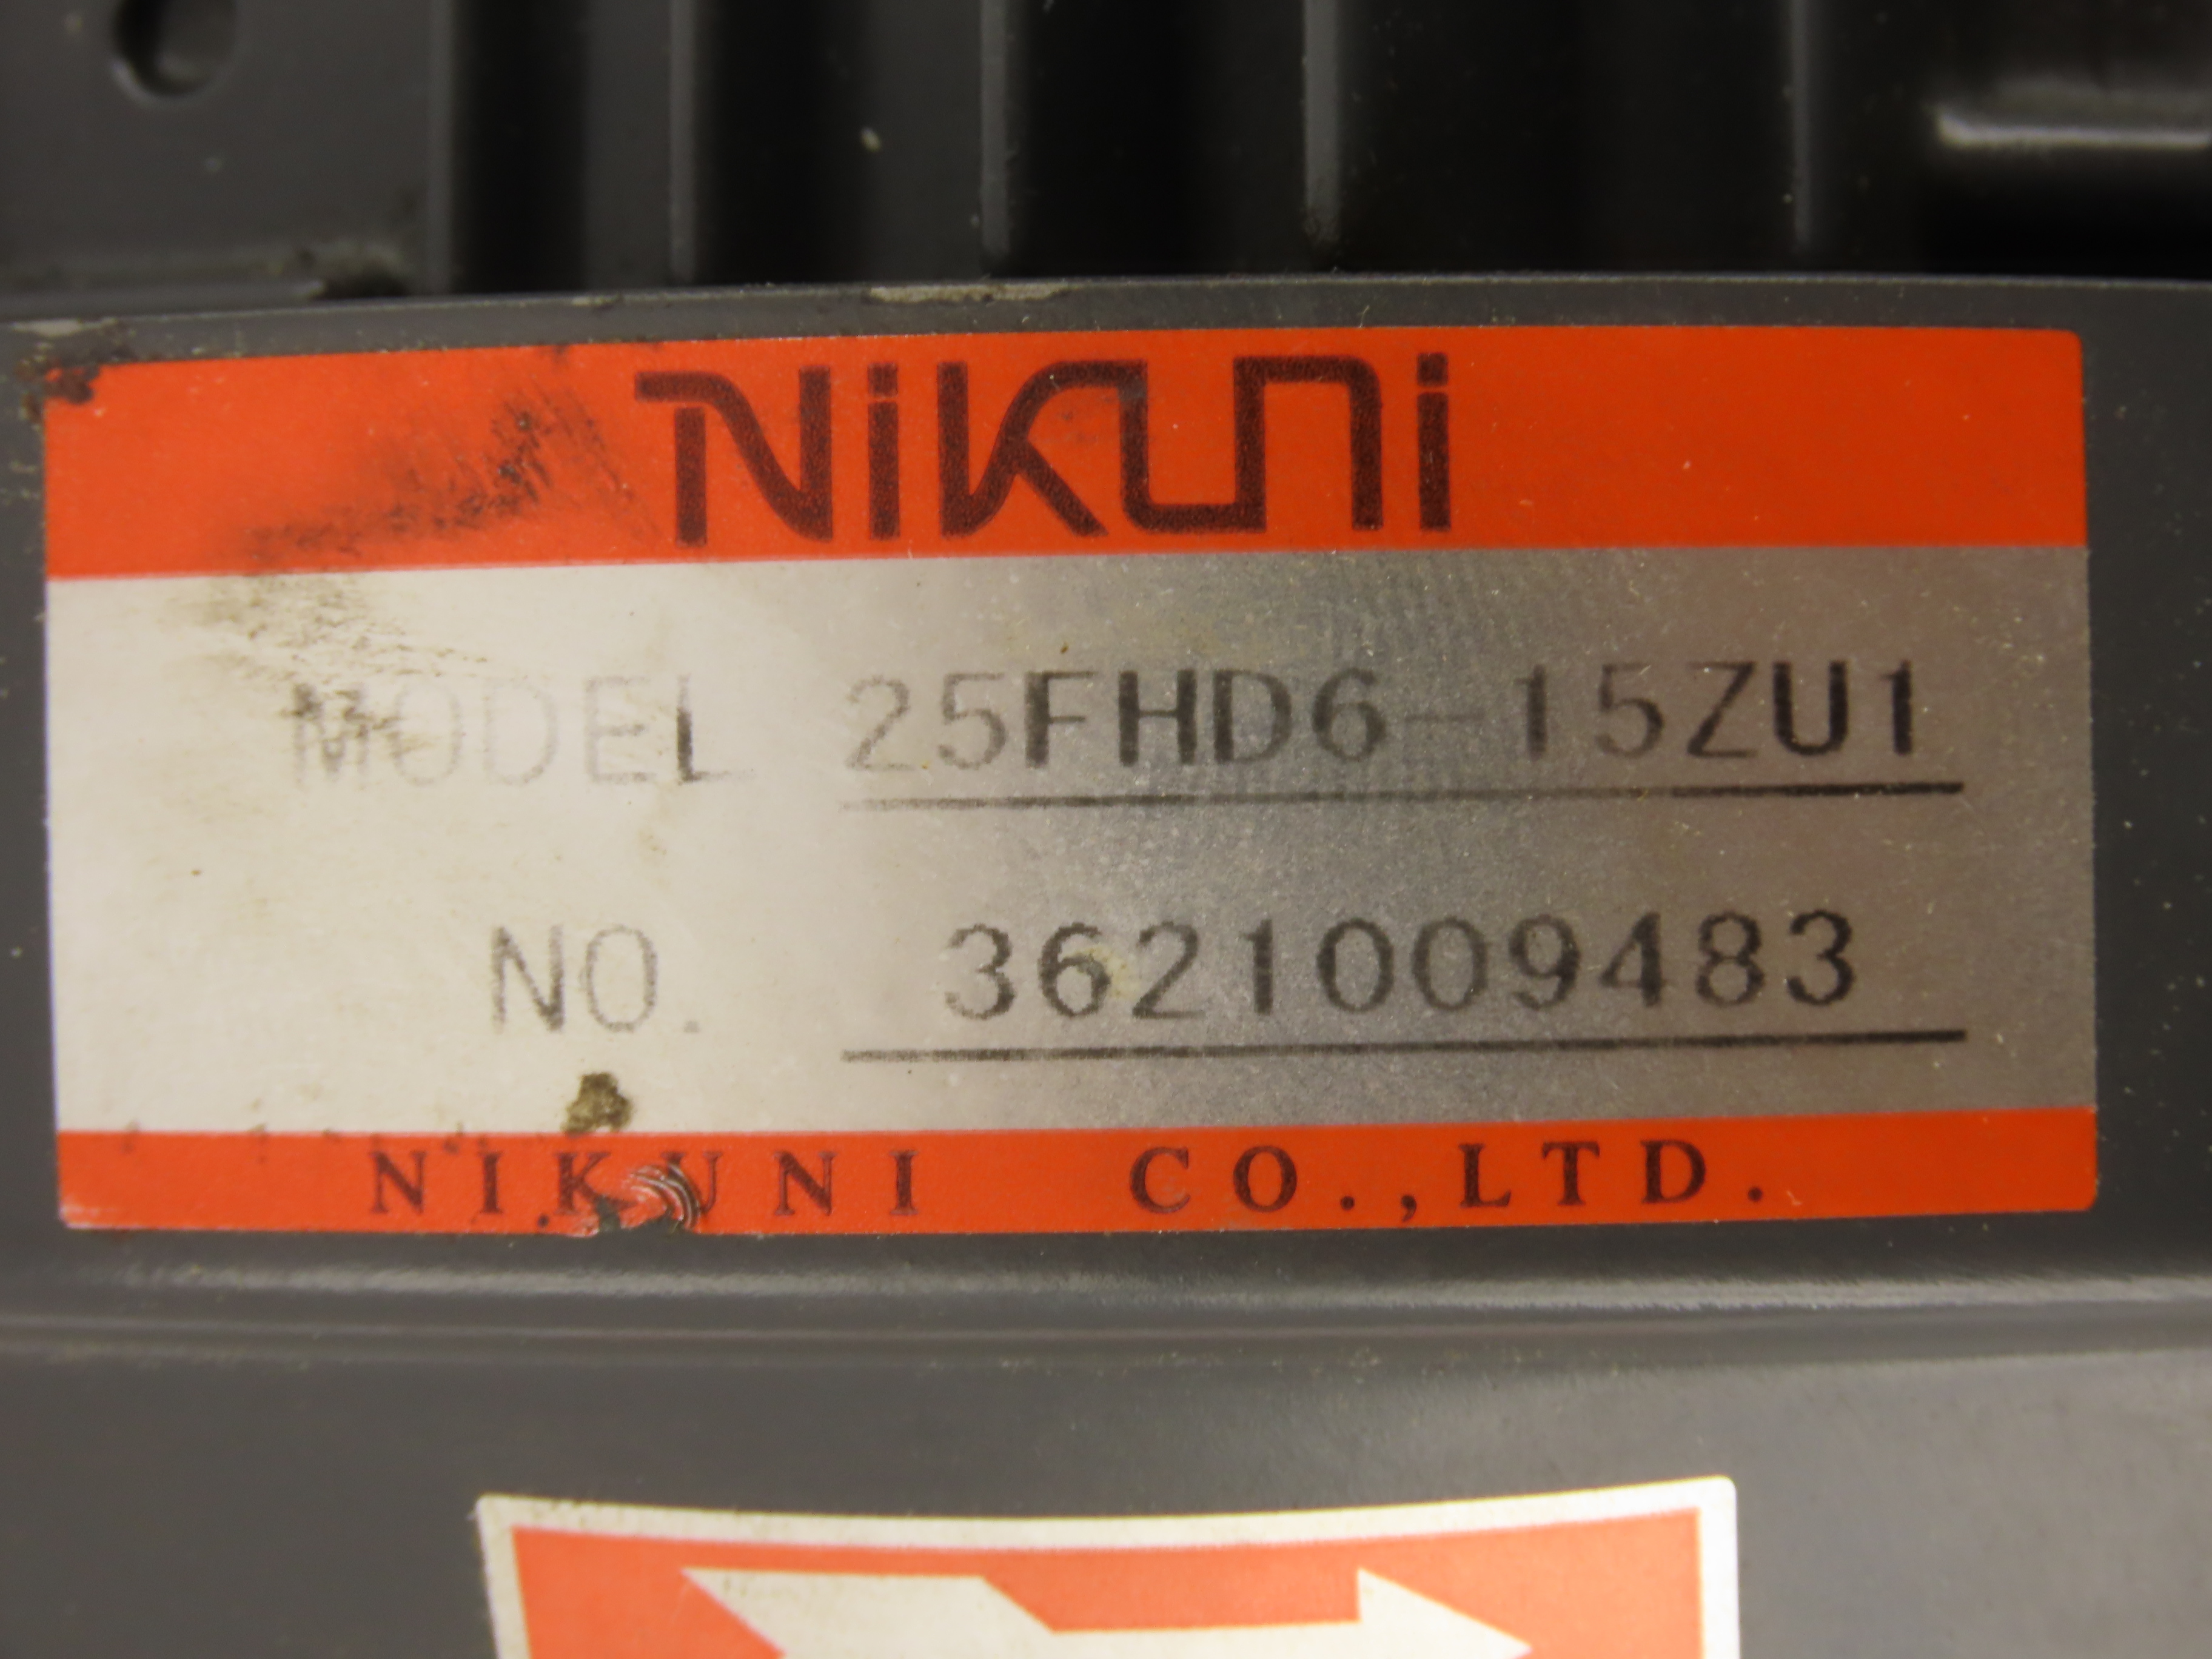 Nikuni
MODEL 25FHD6-15ZU1
NO. 3621009483
NIKUNI CO.,LTD.